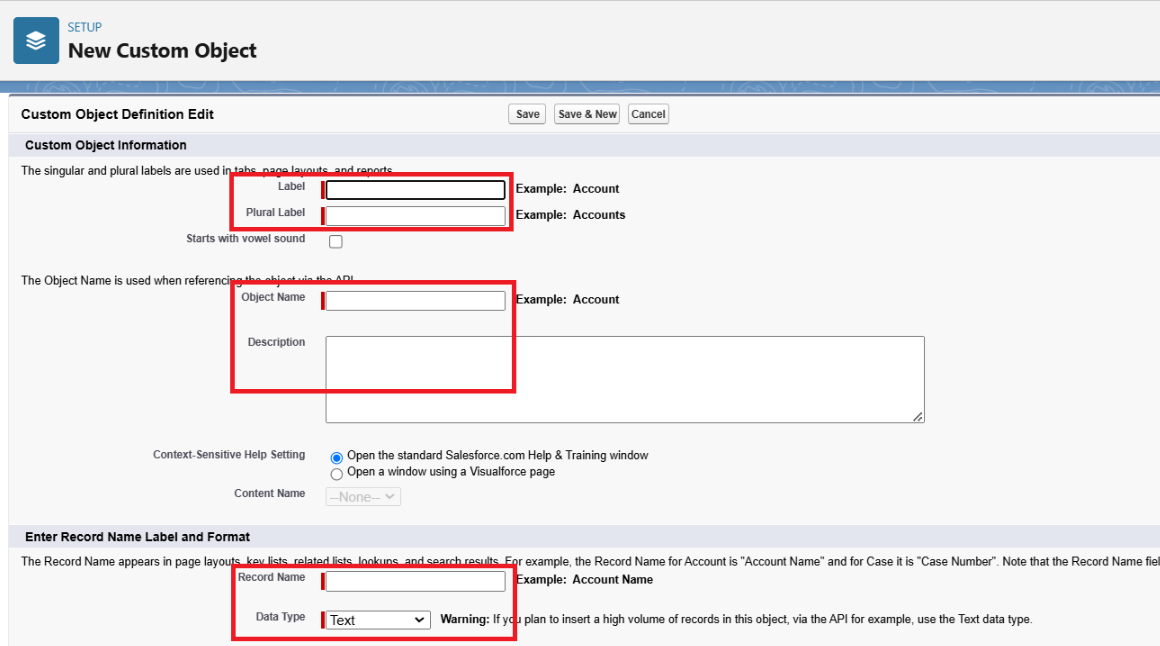 SETUP
New Custom Object
Custom Object Definition Edit
Save
Save & New
Cancel
Custom Object Information
The singular and plural labels are used in tabs, page layouts, and reports.
Label
Example: Account
Plural Label
Example: Accounts
Starts with vowel sound
The Object Name is used when referencing the object via the API.
Object Name
Example: Account
Description
Context-Sensitive Help Setting
Open the standard Salesforce.com Help & Training window
Open a window using a Visualforce page
Content Name
--None--
Enter Record Name Label and Format
The Record Name appears in page layouts, key lists, related lists, lookups, and search results. For example, the Record Name for Account is "Account Name" and for Case it is "Case Number". Note that the Record Name fiel
Record Name
Example: Account Name
Data Type
Text
Warning: If you plan to insert a high volume of records in this object, via the API for example, use the Text data type.